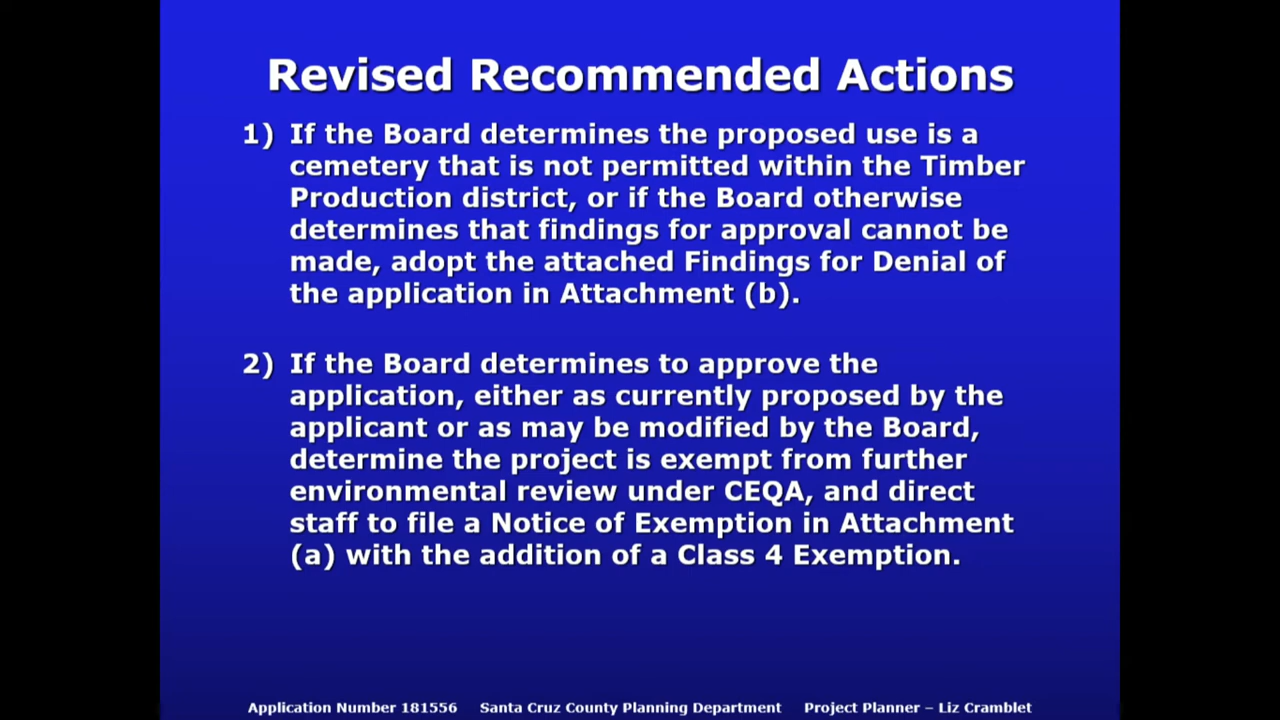 Revised Recommended Actions
1) If the Board determines the proposed use is a
cemetery that is not permitted within the Timber
Production district, or if the Board otherwise
determines that findings for approval cannot be
made, adopt the attached Findings for Denial of
the application in Attachment (b).
2) If the Board determines to approve the
application, either as currently proposed by the
applicant or as may be modified by the Board,
determine the project is exempt from further
environmental review under CEQA, and direct
staff to file a Notice of Exemption in Attachment
(a) with the addition of a Class 4 Exemption.
Application Number 181556 Santa Cruz County Planning Department Project Planner – Liz Cramblet